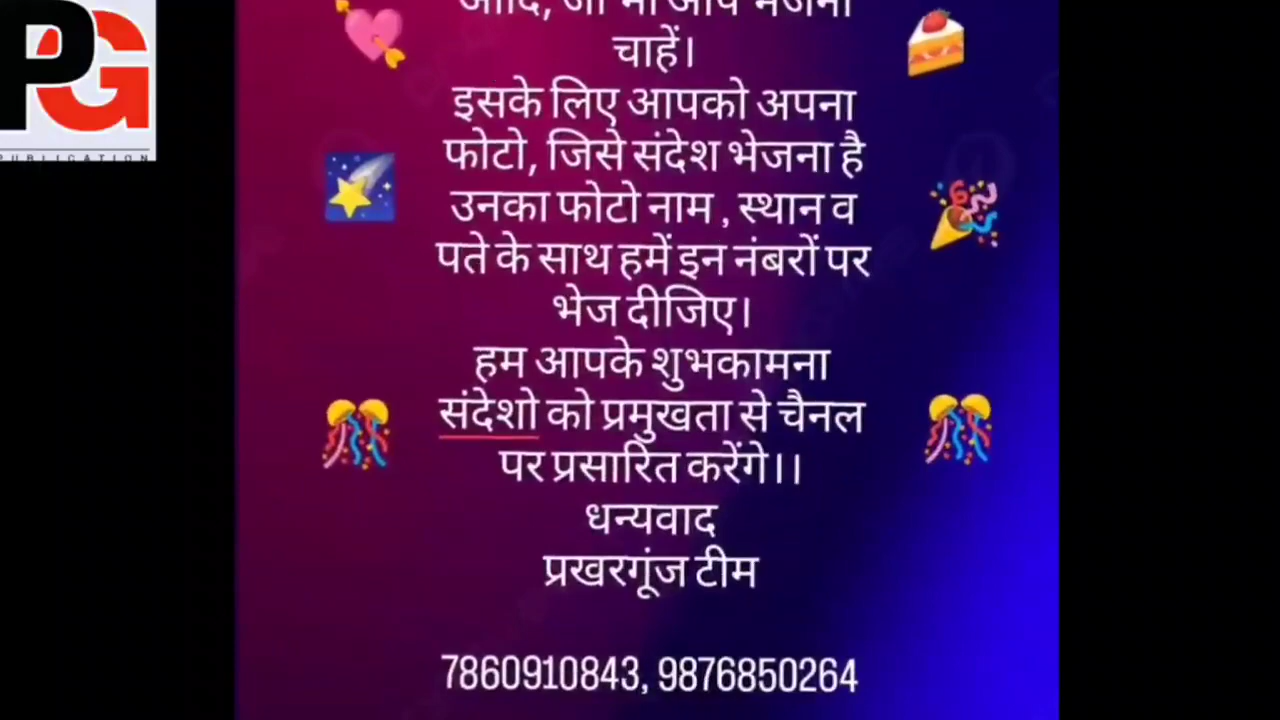 PG
PUBLICATION
चाहें।
इसके लिए आपको अपना
फोटो, जिसे संदेश भेजना है
उनका फोटो नाम , स्थान व
पते के साथ हमें इन नंबरों पर
भेज दीजिए।
हम आपके शुभकामना
संदेशो को प्रमुखता से चैनल
पर प्रसारित करेंगे।।
धन्यवाद
प्रखरगूंज टीम
7860910843, 9876850264